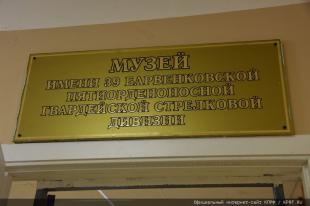 МУЗЕЙ
ИМЕНИ 39 БАРВЕНКОВСКОЙ
ПЯТИОРДЕНОНОСНОЙ
ГВАРДЕЙСКОЙ СТРЕЛКОВОЙ
ДИВИЗИИ
Официальный интернет-сайт КПРФ / KPRF.RU